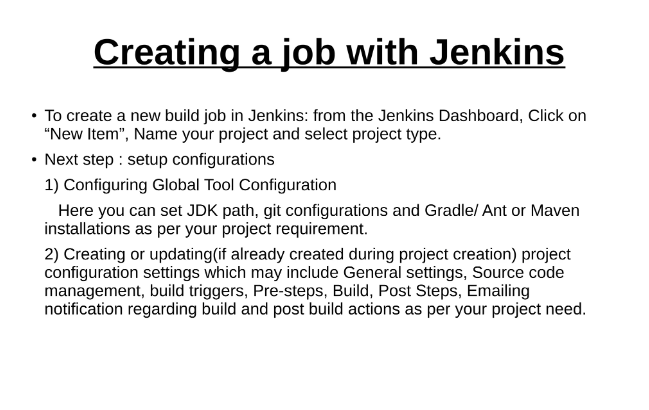 Creating a job with Jenkins
• To create a new build job in Jenkins: from the Jenkins Dashboard, Click on
“New Item”, Name your project and select project type.
• Next step : setup configurations
1) Configuring Global Tool Configuration
Here you can set JDK path, git configurations and Gradle/ Ant or Maven
installations as per your project requirement.
2) Creating or updating(if already created during project creation) project
configuration settings which may include General settings, Source code
management, build triggers, Pre-steps, Build, Post Steps, Emailing
notification regarding build and post build actions as per your project need.